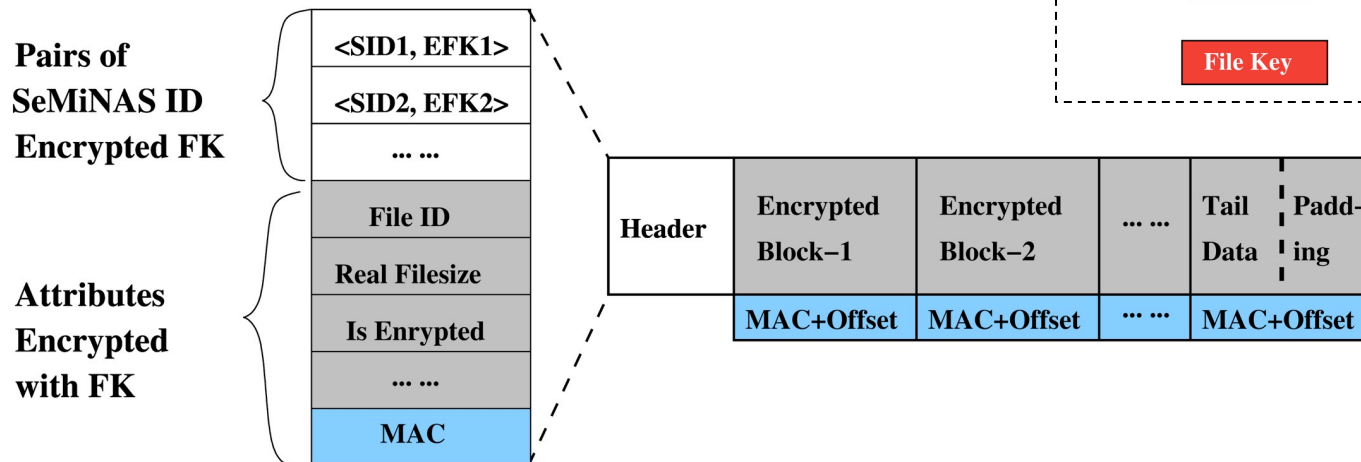 Pairs of
SeMiNAS ID
Encrypted FK
Attributes
Encrypted
with FK
<SID1, EFK1>
<SID2, EFK2>
... ...
File ID
Real Filesize
Is Enrypted
... ...
MAC
File Key
Header
Encrypted
Block−1
MAC+Offset
Encrypted
Block−2
MAC+Offset
... ...
... ...
Tail
Data
Padd-
ing
MAC+Offset